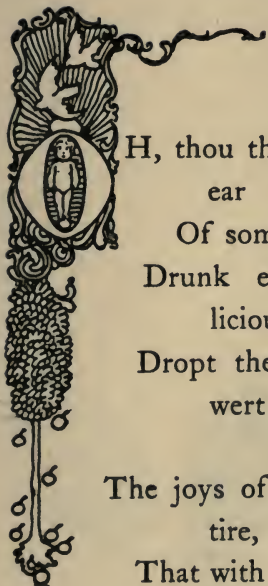 OH, thou th
ear
Of som
Drunk e
liciou
Dropt the
wert
The joys of
tire,
That with